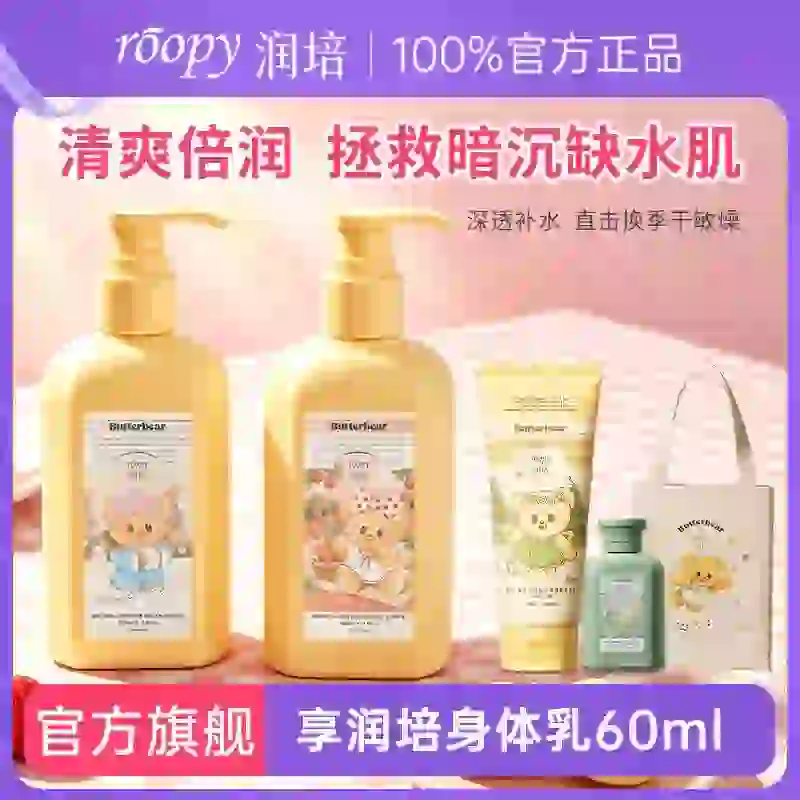 rōopy 润培 | 100%官方正品
清爽倍润 拯救暗沉缺水肌
深透补水 直击换季干敏燥
Butterbear
Butterbear
Butterbear
Butterbear
官方旗舰
享润培身体乳60ml